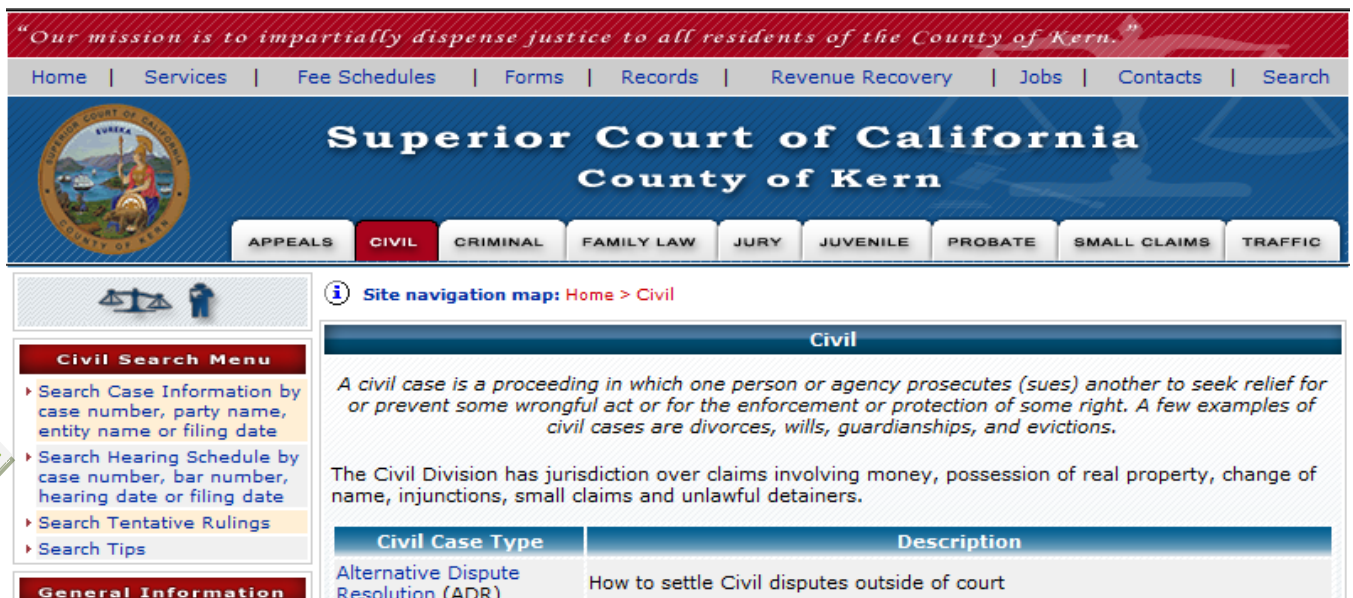 “Our mission is to impartially dispense justice to all residents of the County of Kern.”
Home | Services | Fee Schedules | Forms | Records | Revenue Recovery | Jobs | Contacts | Search
SUPERIOR COURT OF CALIFORNIA
EUREKA
COUNTY OF KERN
Superior Court of California
County of Kern
APPEALS CIVIL CRIMINAL FAMILY LAW JURY JUVENILE PROBATE SMALL CLAIMS TRAFFIC
i Site navigation map: Home > Civil
Civil Search Menu
Search Case Information by
case number, party name,
entity name or filing date
Search Hearing Schedule by
case number, bar number,
hearing date or filing date
Search Tentative Rulings
Search Tips
General Information
Civil
A civil case is a proceeding in which one person or agency prosecutes (sues) another to seek relief for
or prevent some wrongful act or for the enforcement or protection of some right. A few examples of
civil cases are divorces, wills, guardianships, and evictions.
The Civil Division has jurisdiction over claims involving money, possession of real property, change of
name, injunctions, small claims and unlawful detainers.
Civil Case Type Description
Alternative Dispute
Resolution (ADR)
How to settle Civil disputes outside of court